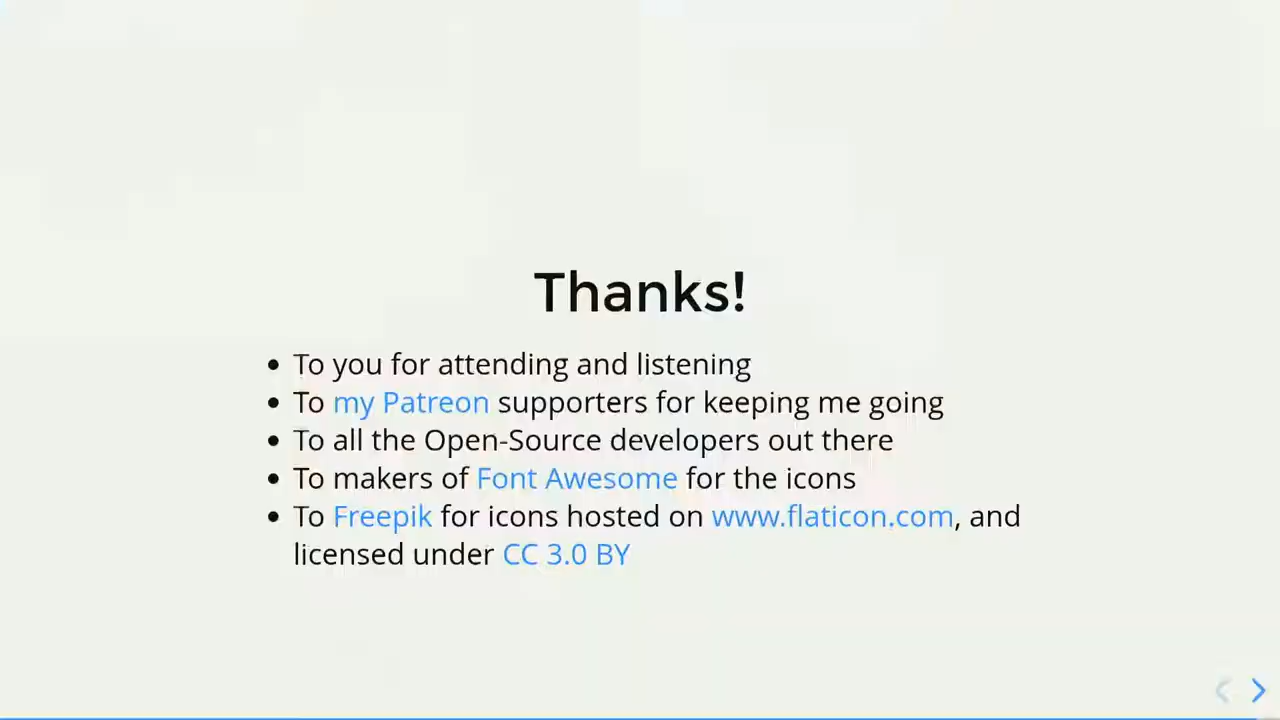 Thanks!
To you for attending and listening
To my Patreon supporters for keeping me going
To all the Open-Source developers out there
To makers of Font Awesome for the icons
To Freepik for icons hosted on www.flaticon.com, and
licensed under CC 3.0 BY